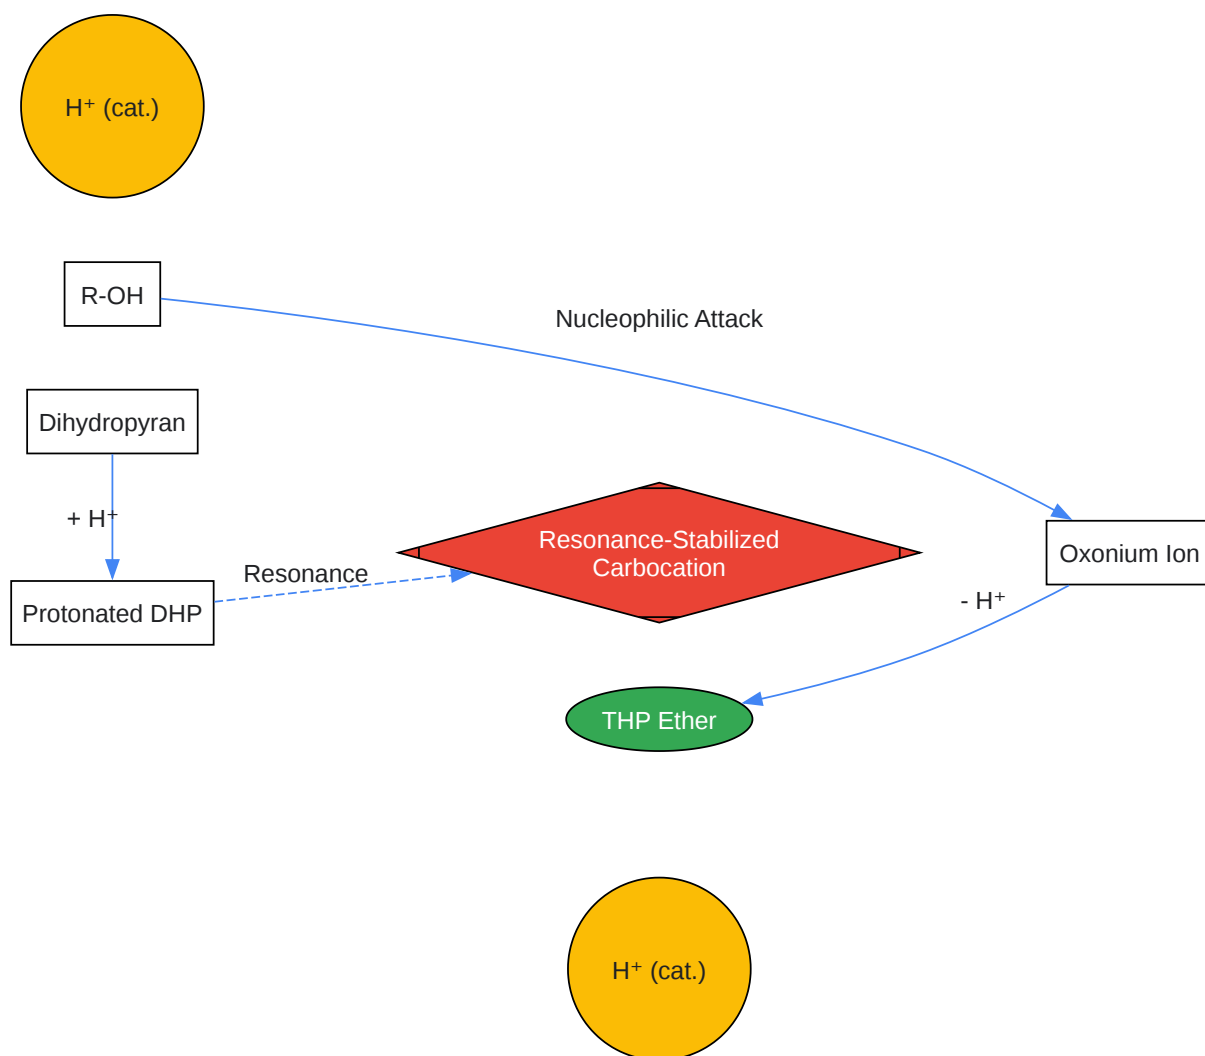 H⁺ (cat.)
R-OH
Nucleophilic Attack
Dihydropyran
+ H⁺
Resonance-Stabilized
Carbocation
Oxonium Ion
Resonance
Protonated DHP
- H⁺
THP Ether
H⁺ (cat.)